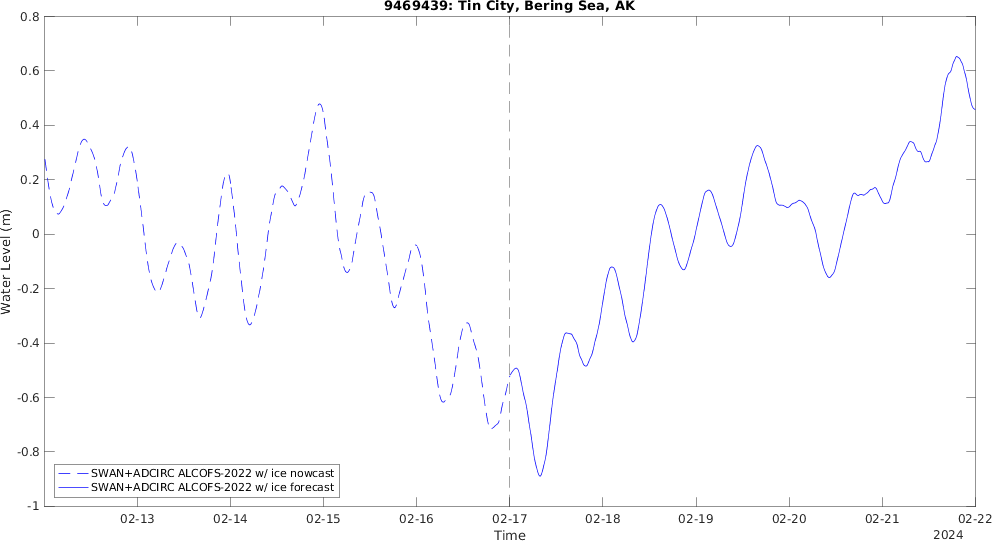 9469439: Tin City, Bering Sea, AK
Water Level (m)
0.8
0.6
0.4
0.2
0
-0.2
-0.4
-0.6
-0.8
-1
SWAN+ADCIRC ALCOFS-2022 w/ ice nowcast
SWAN+ADCIRC ALCOFS-2022 w/ ice forecast
02-13 02-14 02-15 02-16 02-17 02-18 02-19 02-20 02-21 02-22
Time
2024